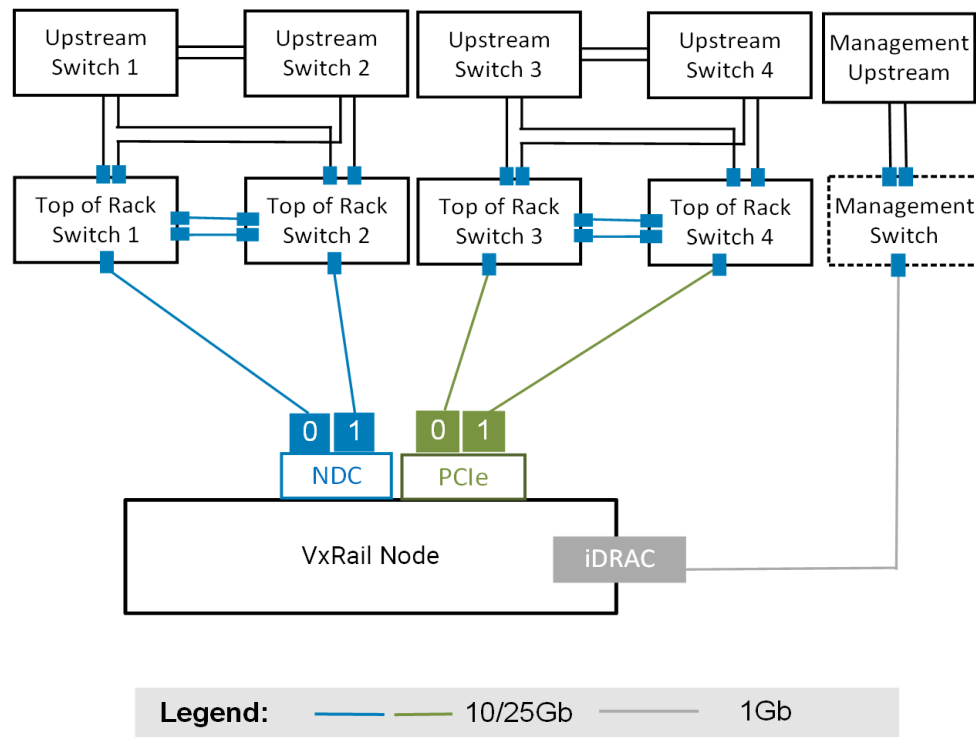 Upstream
Switch 1
Upstream
Switch 2
Upstream
Switch 3
Upstream
Switch 4
Management
Upstream
Top of Rack
Switch 1
Top of Rack
Switch 2
Top of Rack
Switch 3
Top of Rack
Switch 4
Management
Switch
0
1
0
1
NDC
PCIe
VxRail Node
iDRAC
Legend: 10/25Gb 1Gb